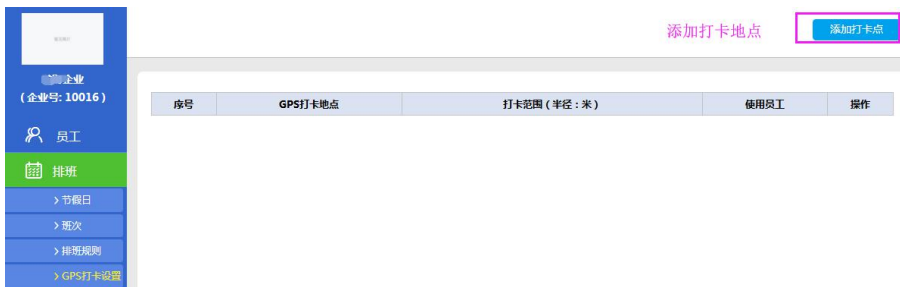 添加打卡地点
添加打卡点
企业
(企业号:10016)
序号 GPS打卡地点 打卡范围(半径:米) 使用员工 操作
员工
排班
>节假日
>班次
>排班规则
>GPS打卡设置